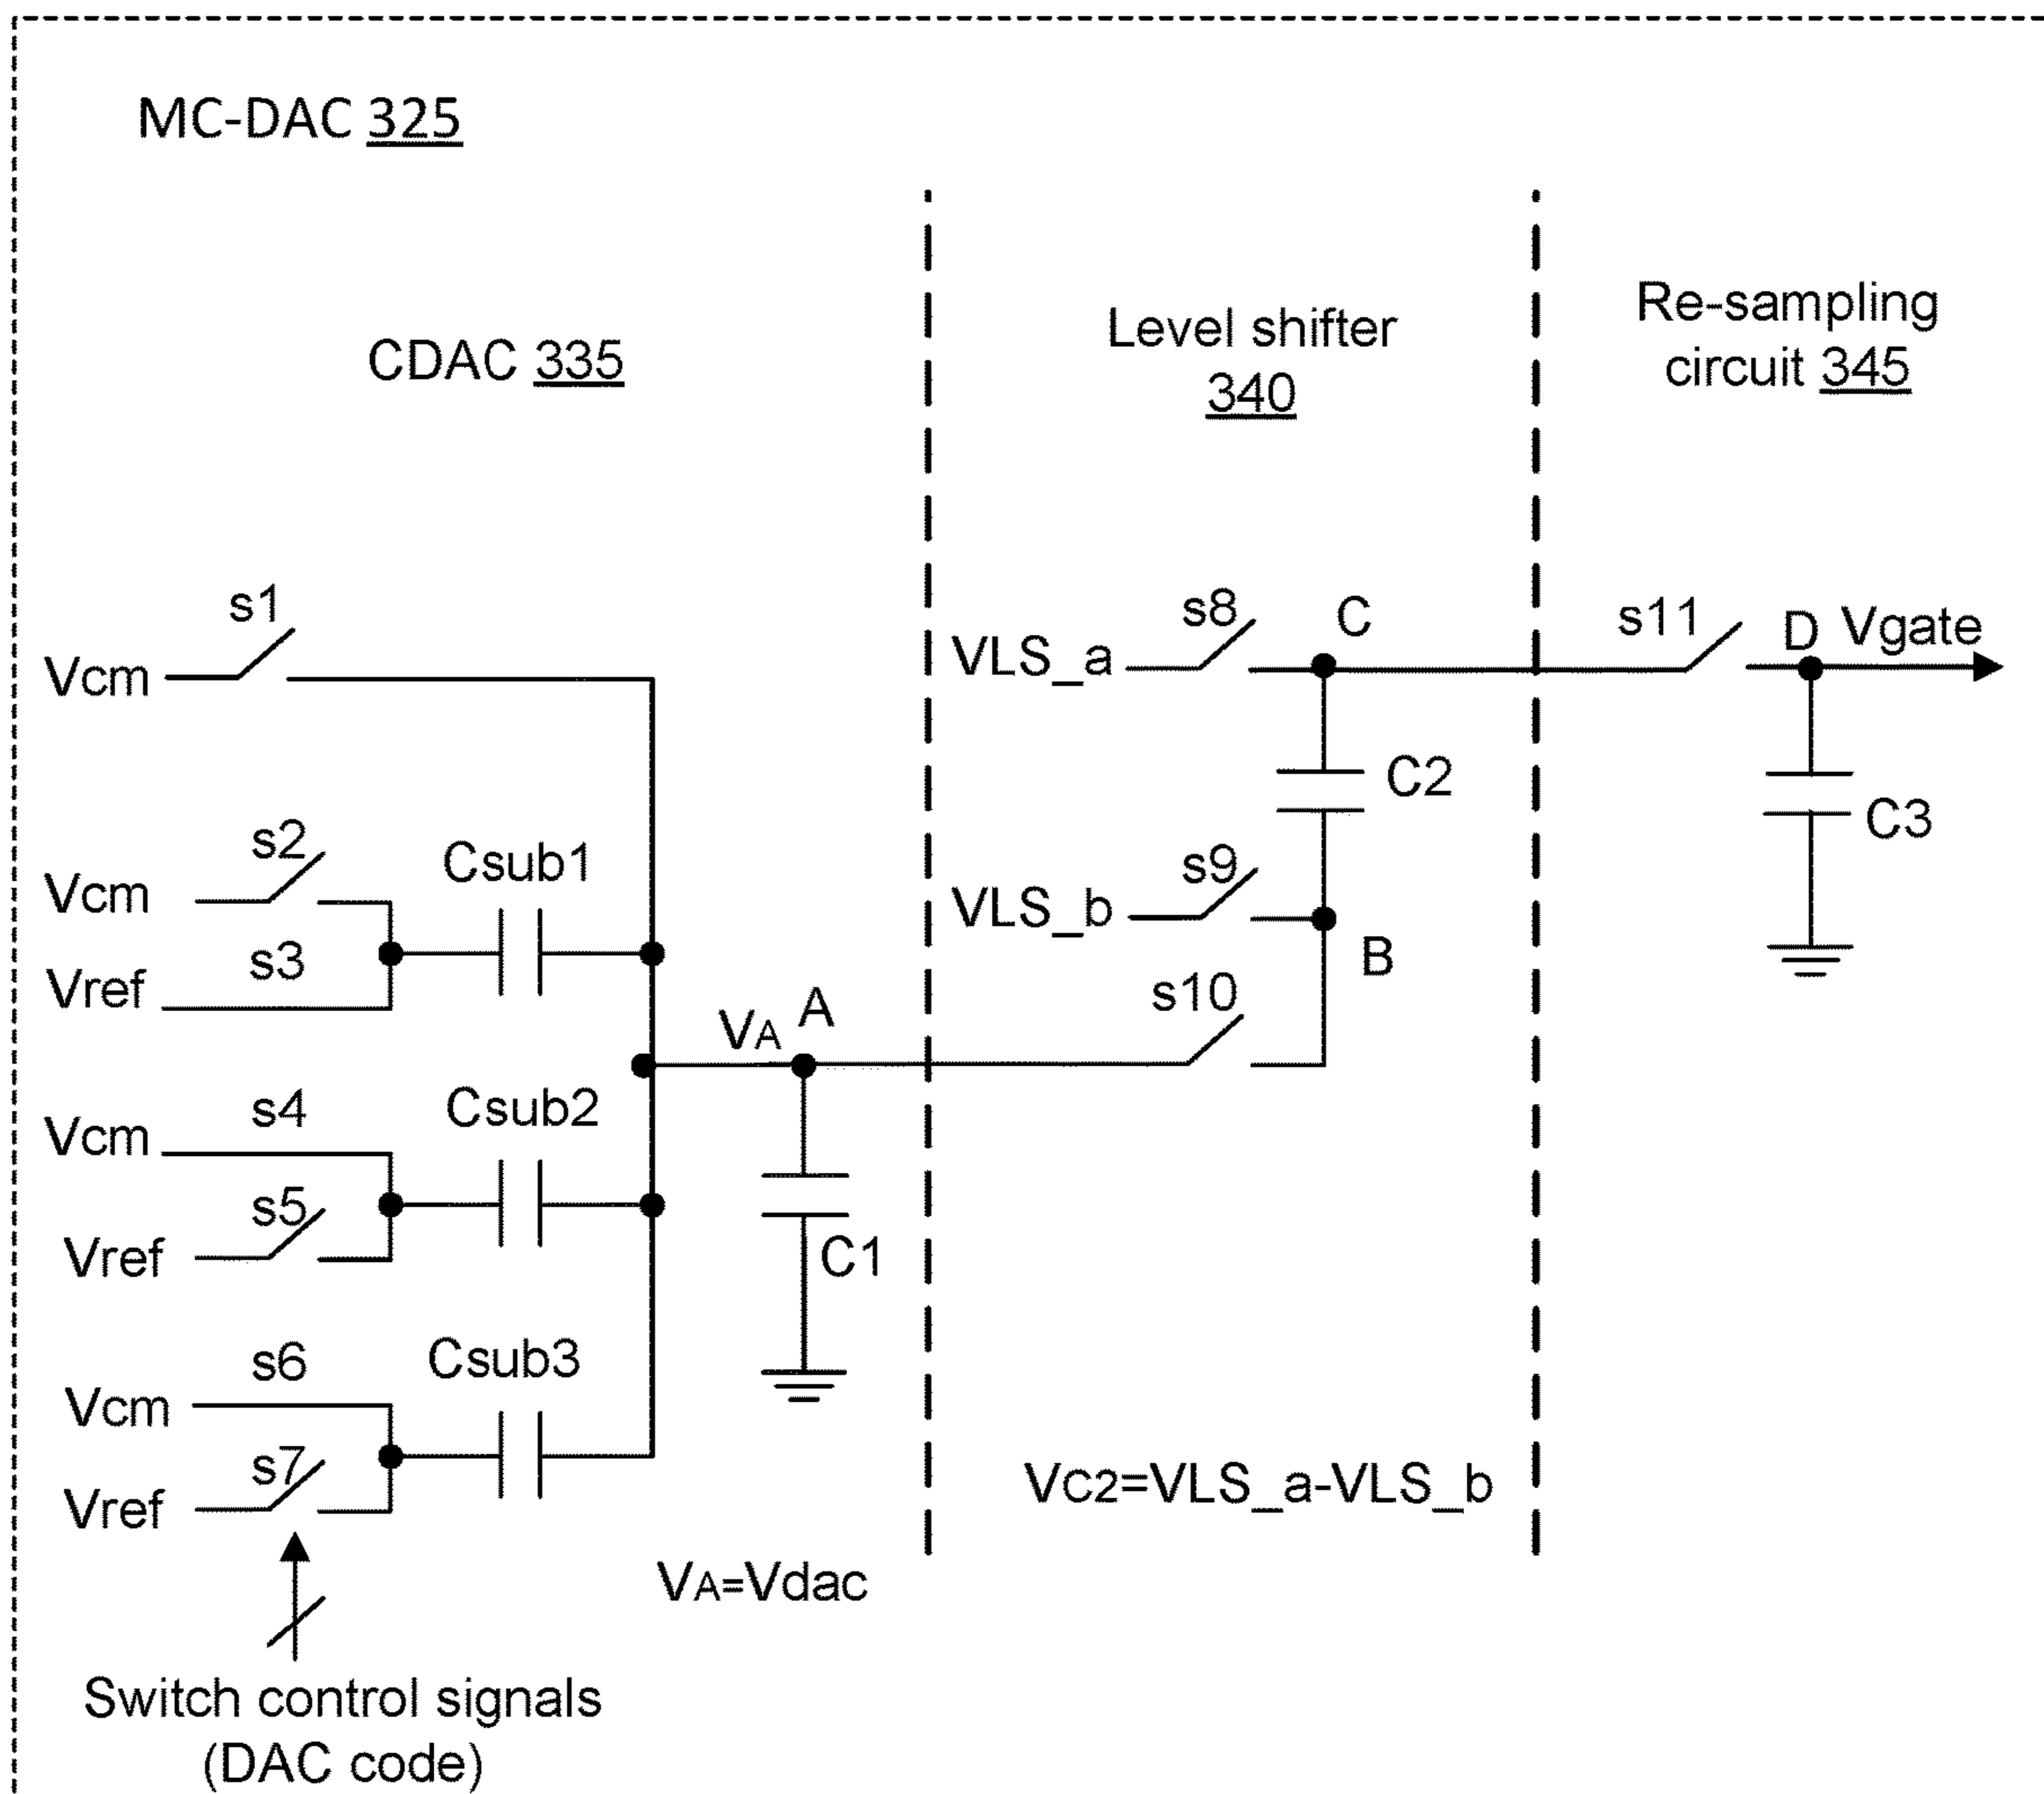 MC-DAC 325
CDAC 335
Level shifter
340
Re-sampling
circuit 345
s1
Vcm
s2
Vcm
s3
Vref
Csub1
VA
A
s4
Vcm
s5
Vref
Csub2
C1
s6
Vcm
s7
Vref
Csub3
VA=Vdac
Switch control signals
(DAC code)
s8
VLS_a
C
C2
s9
VLS_b
B
s10
VC2=VLS_a-VLS_b
s11
D
Vgate
C3